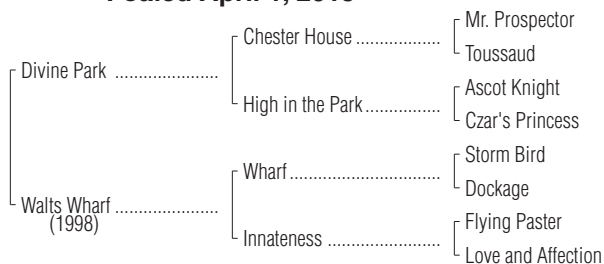 Foaled April 1,
Mr. Prospector
Chester House ..................
Toussaud
Divine Park ......................
Ascot Knight
High in the Park ................
Czar's Princess
Storm Bird
Wharf ................................
Dockage
Walts Wharf ......................
(1998)
Flying Paster
Innateness ........................
Love and Affection